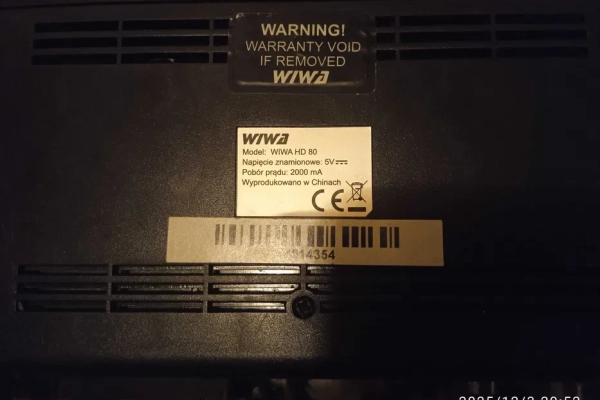 WARNING!
WARRANTY VOID
IF REMOVED
WIWA
WIWA
Model: WIWA HD 80
Napięcie znamionowe: 5V
Pobór prądu: 2000 mA
Wyprodukowano w Chinach
CE